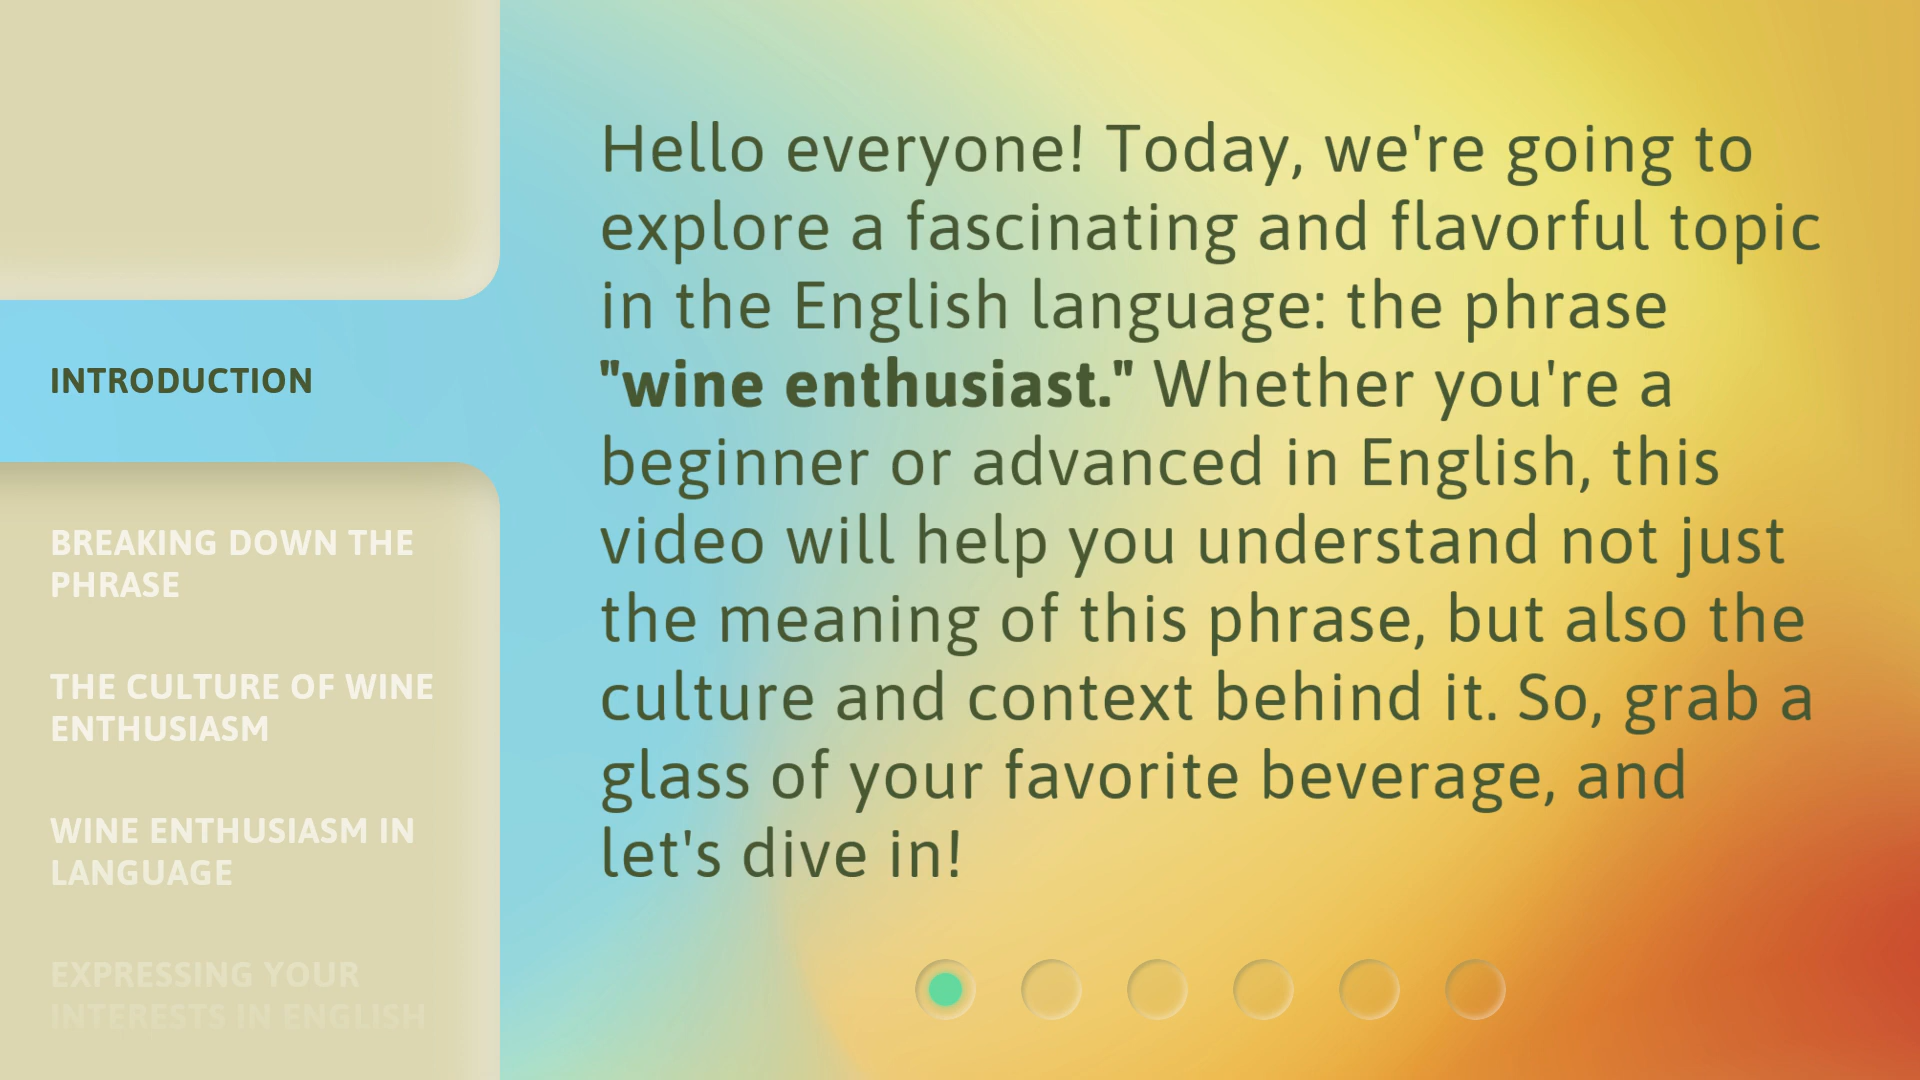 INTRODUCTION
BREAKING DOWN THE
PHRASE
THE CULTURE OF WINE
ENTHUSIASM
WINE ENTHUSIASM IN
LANGUAGE
EXPRESSING YOUR
INTERESTS IN ENGLISH
Hello everyone! Today, we're going to
explore a fascinating and flavorful topic
in the English language: the phrase
"wine enthusiast." Whether you're a
beginner or advanced in English, this
video will help you understand not just
the meaning of this phrase, but also the
culture and context behind it. So, grab a
glass of your favorite beverage, and
let's dive in!